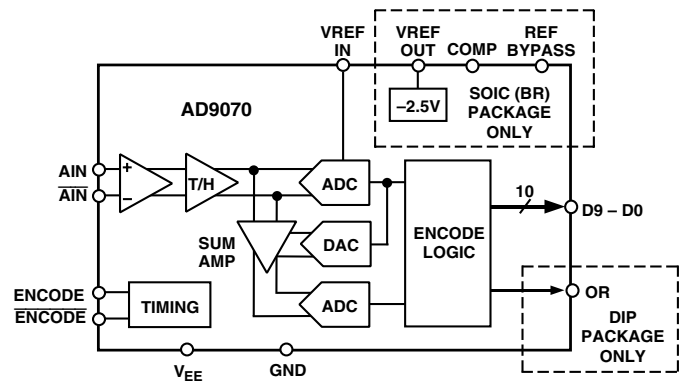 VREF
IN
VREF
OUT
COMP
REF
BYPASS
–2.5V
SOIC (BR)
PACKAGE
ONLY
AD9070
AIN
AIN
+
–
T/H
ADC
SUM
AMP
DAC
ADC
ENCODE
LOGIC
10
D9 – D0
ENCODE
ENCODE
TIMING
OR
DIP
PACKAGE
ONLY
VEE
GND